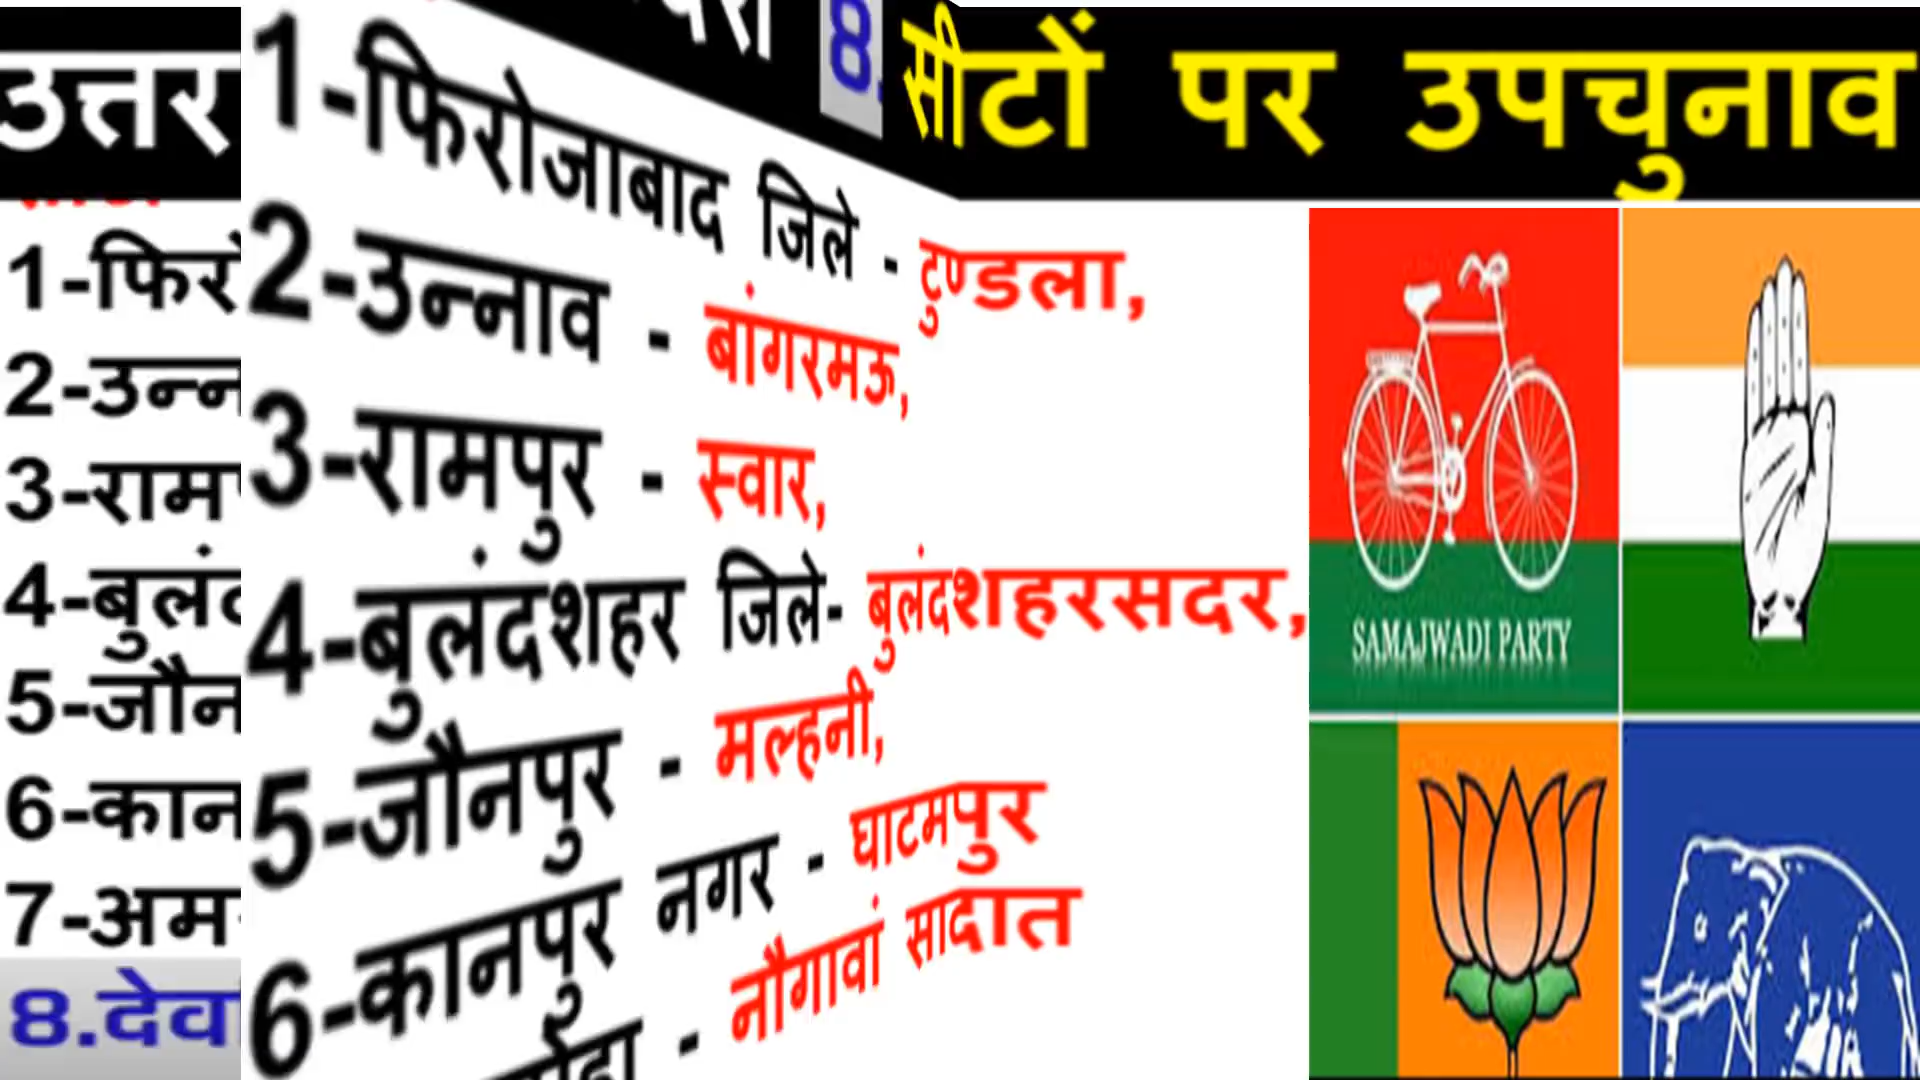 उत्तर
8
सीटों पर उपचुनाव
1-फिरोजाबाद जिले - टुण्डला,
2-उन्नाव - बांगरमऊ,
3-रामपुर - स्वार,
4-बुलंदशहर जिले- बुलंदशहरसदर,
5-जौनपुर - मल्हनी,
6-कानपुर नगर - घाटमपुर
- नौगावां सादात
1-फिरो
2-उन्न
3-राम
4-बुलं
5-जौन
6-कान
7-अम
8.देव
SAMAJWADI PARTY